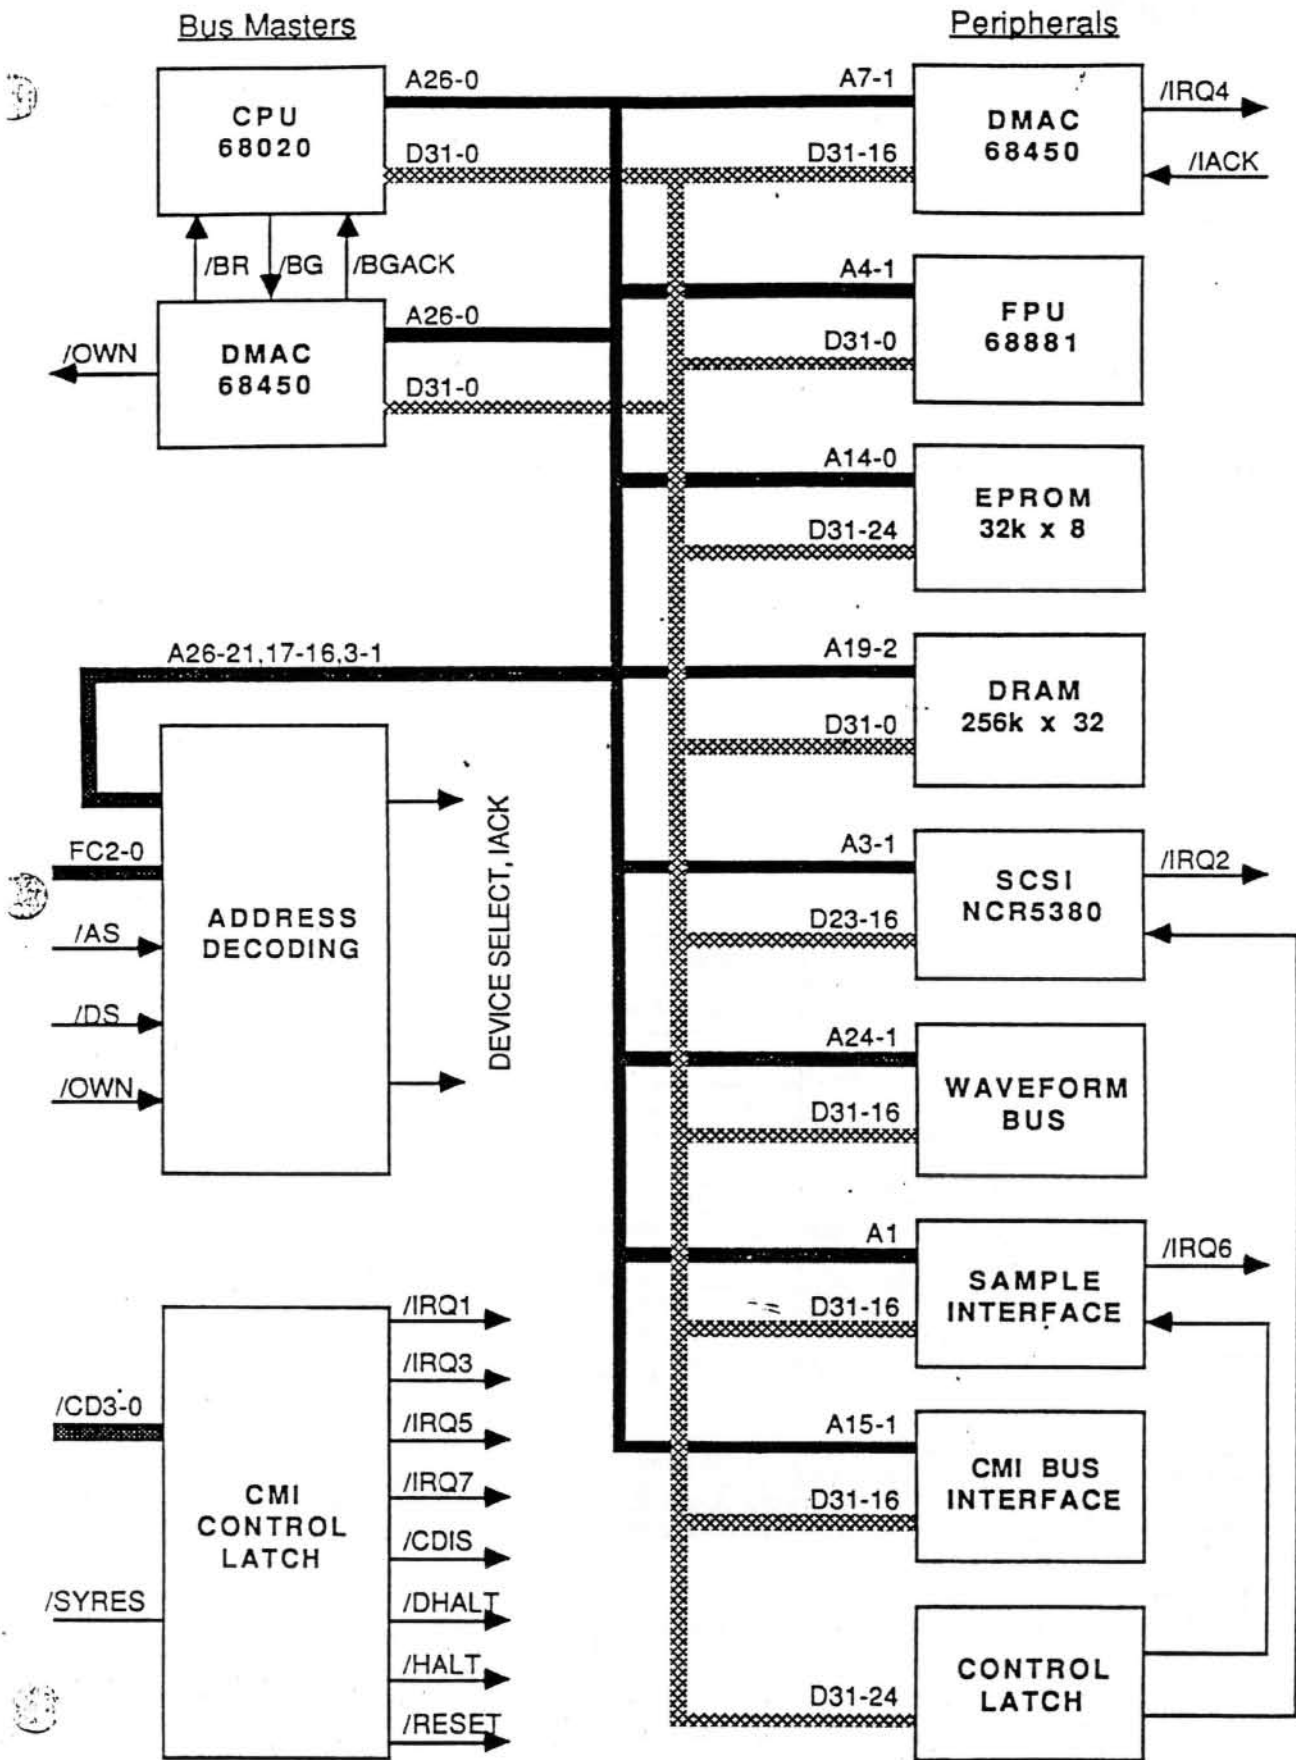 Bus Masters
Peripherals
CPU
68020
A26-0
D31-0
/BR
/BG
/BGACK
DMAC
68450
/OWN
A26-0
D31-0
A7-1
D31-16
DMAC
68450
/IRQ4
/IACK
A4-1
D31-0
FPU
68881
A14-0
D31-24
EPROM
32k x 8
A19-2
D31-0
DRAM
256k x 32
A26-21,17-16,3-1
FC2-0
/AS
/DS
/OWN
ADDRESS
DECODING
DEVICE SELECT, IACK
A3-1
D23-16
SCSI
NCR5380
/IRQ2
A24-1
D31-16
WAVEFORM
BUS
A1
D31-16
SAMPLE
INTERFACE
/IRQ6
A15-1
D31-16
CMI BUS
INTERFACE
D31-24
CONTROL
LATCH
/CD3-0
/SYRES
CMI
CONTROL
LATCH
/IRQ1
/IRQ3
/IRQ5
/IRQ7
/CDIS
/DHALT
/HALT
/RESET